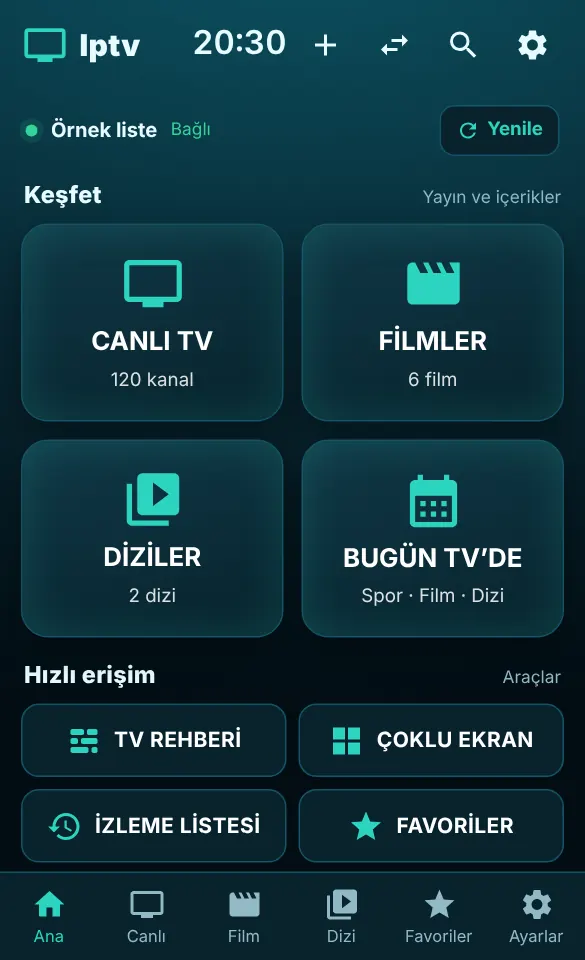 Iptv 20:30
Örnek liste Bağlı Yenile
Keşfet Yayın ve içerikler
CANLI TV
120 kanal
FİLMLER
6 film
DİZİLER
2 dizi
BUGÜN TV’DE
Spor · Film · Dizi
Hızlı erişim Araçlar
TV REHBERİ
ÇOKLU EKRAN
İZLEME LİSTESİ
FAVORİLER
Ana Canlı Film Dizi Favoriler Ayarlar